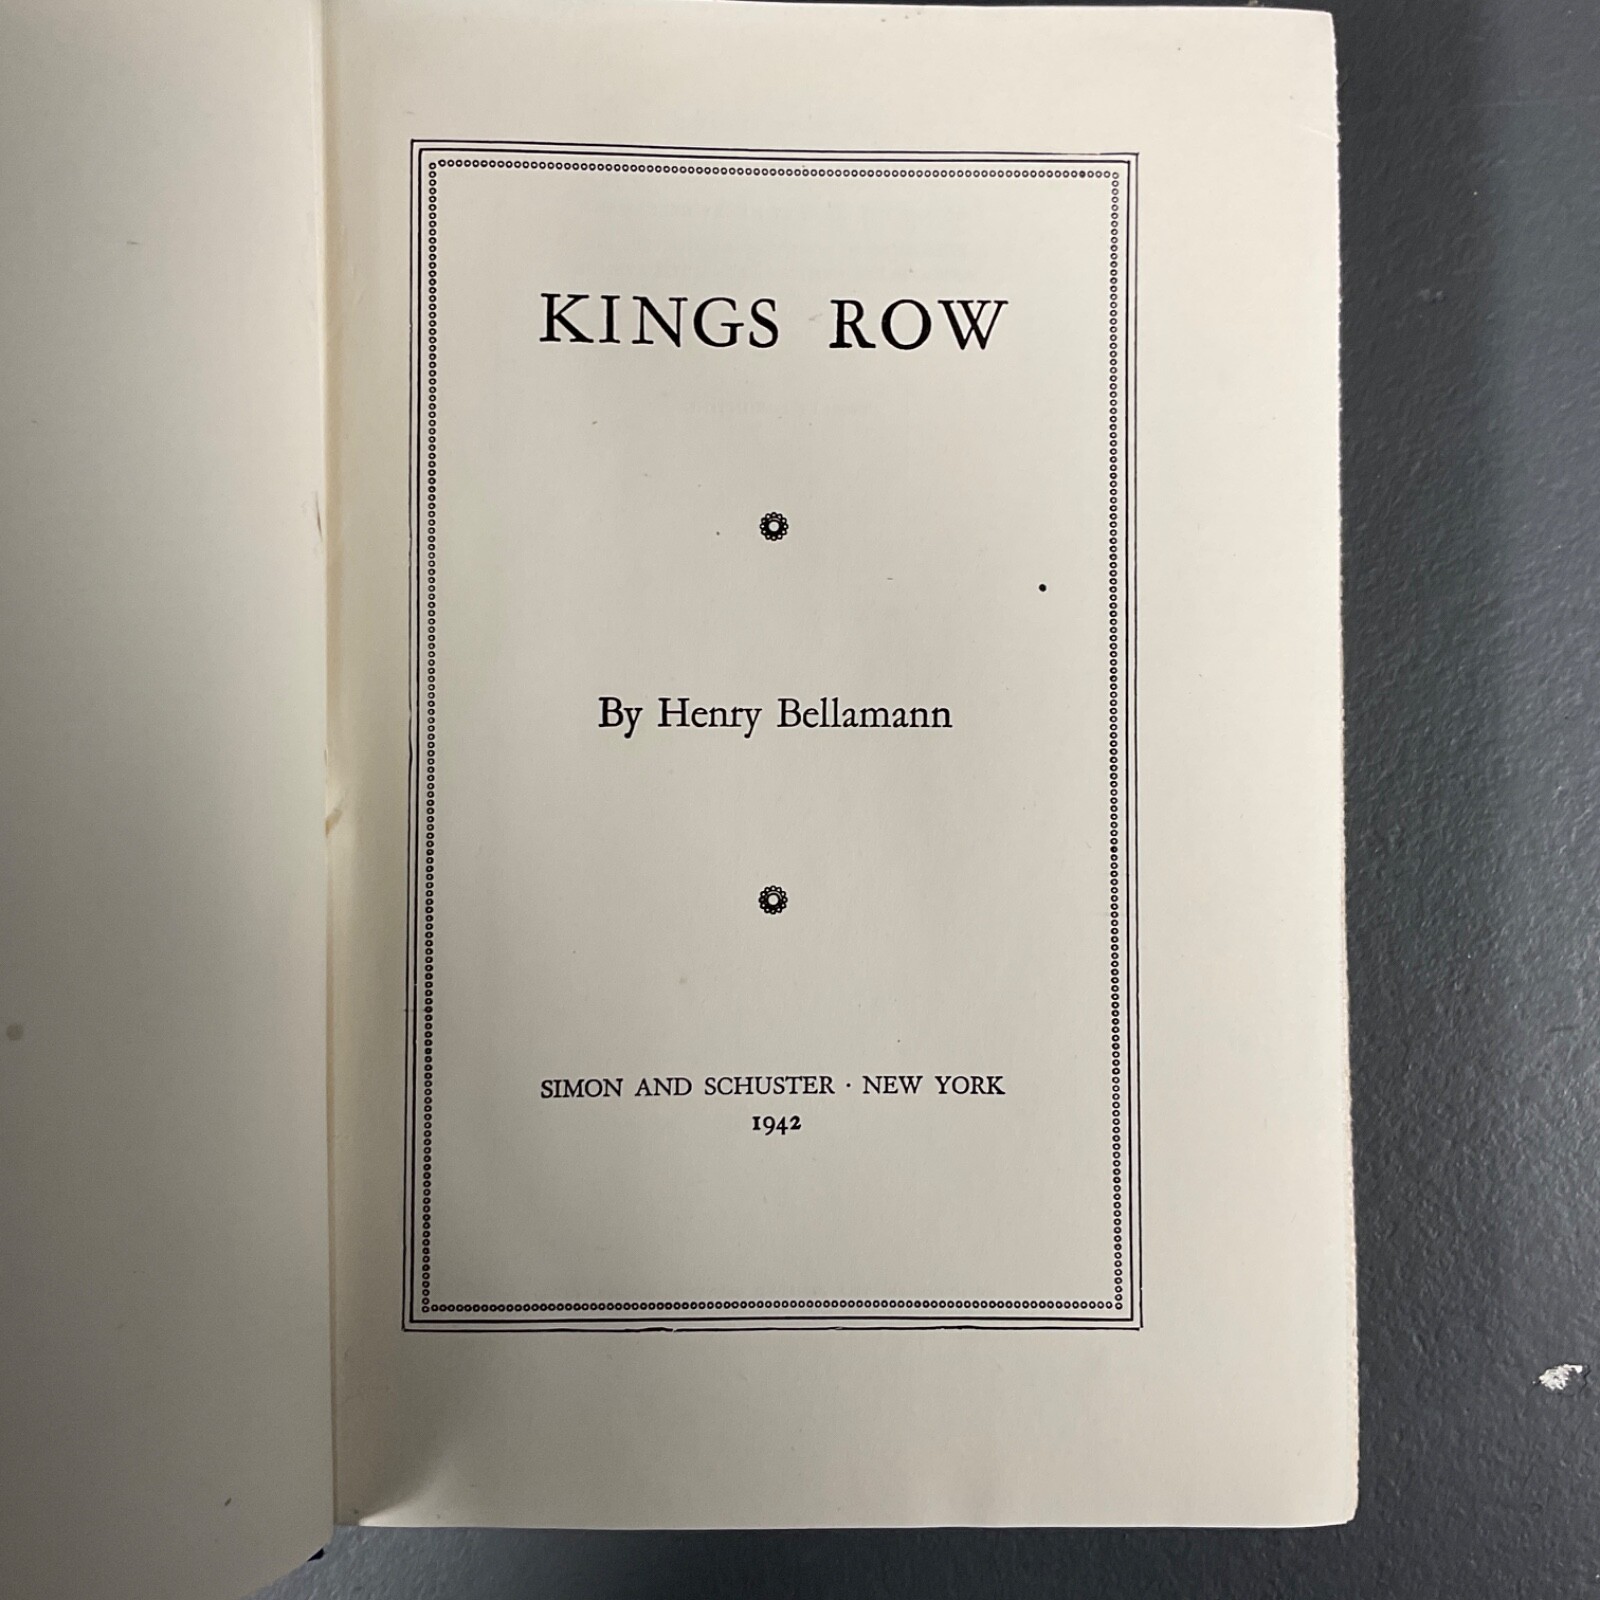 KINGS ROW
By Henry Bellamann
SIMON AND SCHUSTER · NEW YORK
1942